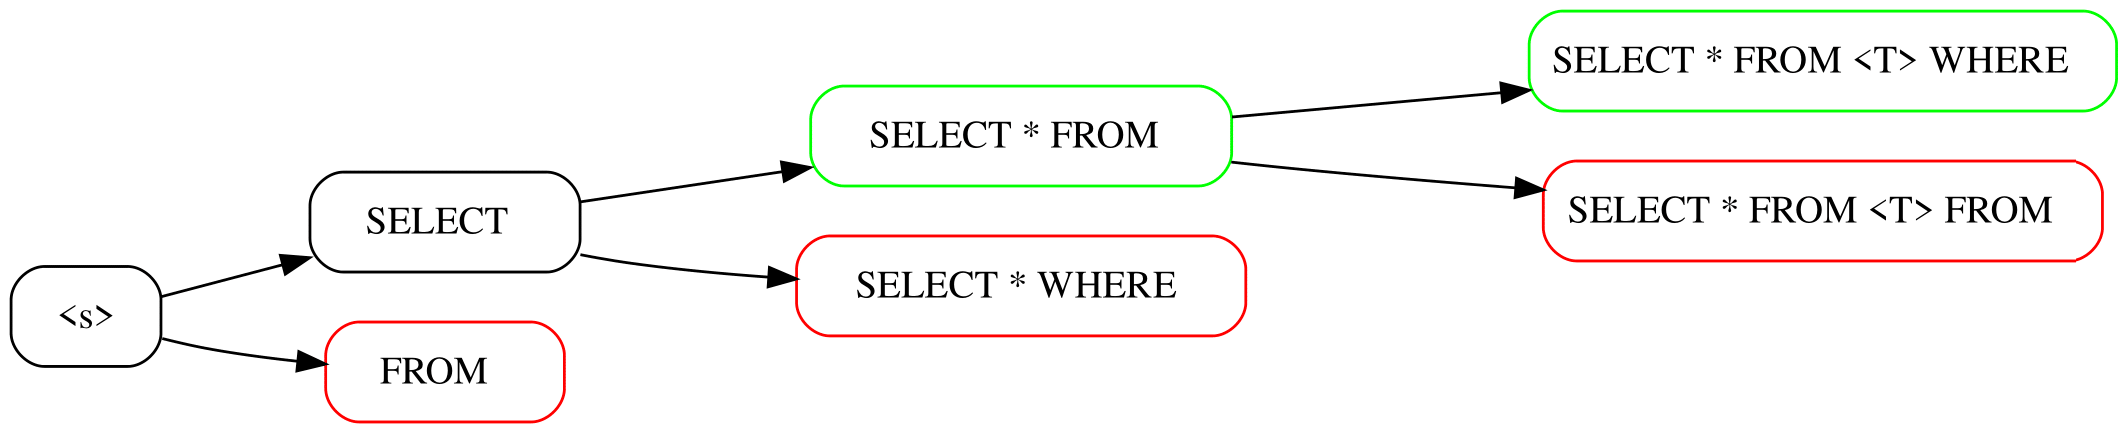 <s>
SELECT
FROM
SELECT * FROM
SELECT * WHERE
SELECT * FROM <T> WHERE
SELECT * FROM <T> FROM